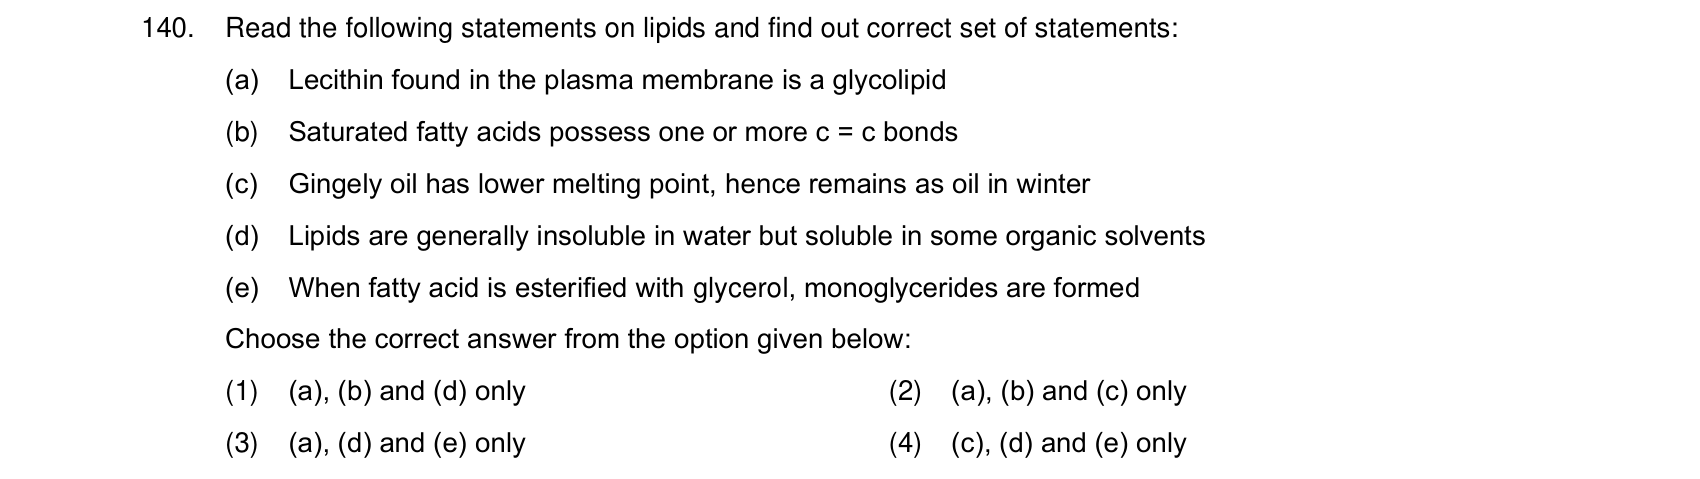 140. Read the following statements on lipids and find out correct set of statements:
(a) Lecithin found in the plasma membrane is a glycolipid
(b) Saturated fatty acids possess one or more c = c bonds
(c) Gingely oil has lower melting point, hence remains as oil in winter
(d) Lipids are generally insoluble in water but soluble in some organic solvents
(e) When fatty acid is esterified with glycerol, monoglycerides are formed
Choose the correct answer from the option given below:
(1) (a), (b) and (d) only (2) (a), (b) and (c) only
(3) (a), (d) and (e) only (4) (c), (d) and (e) only